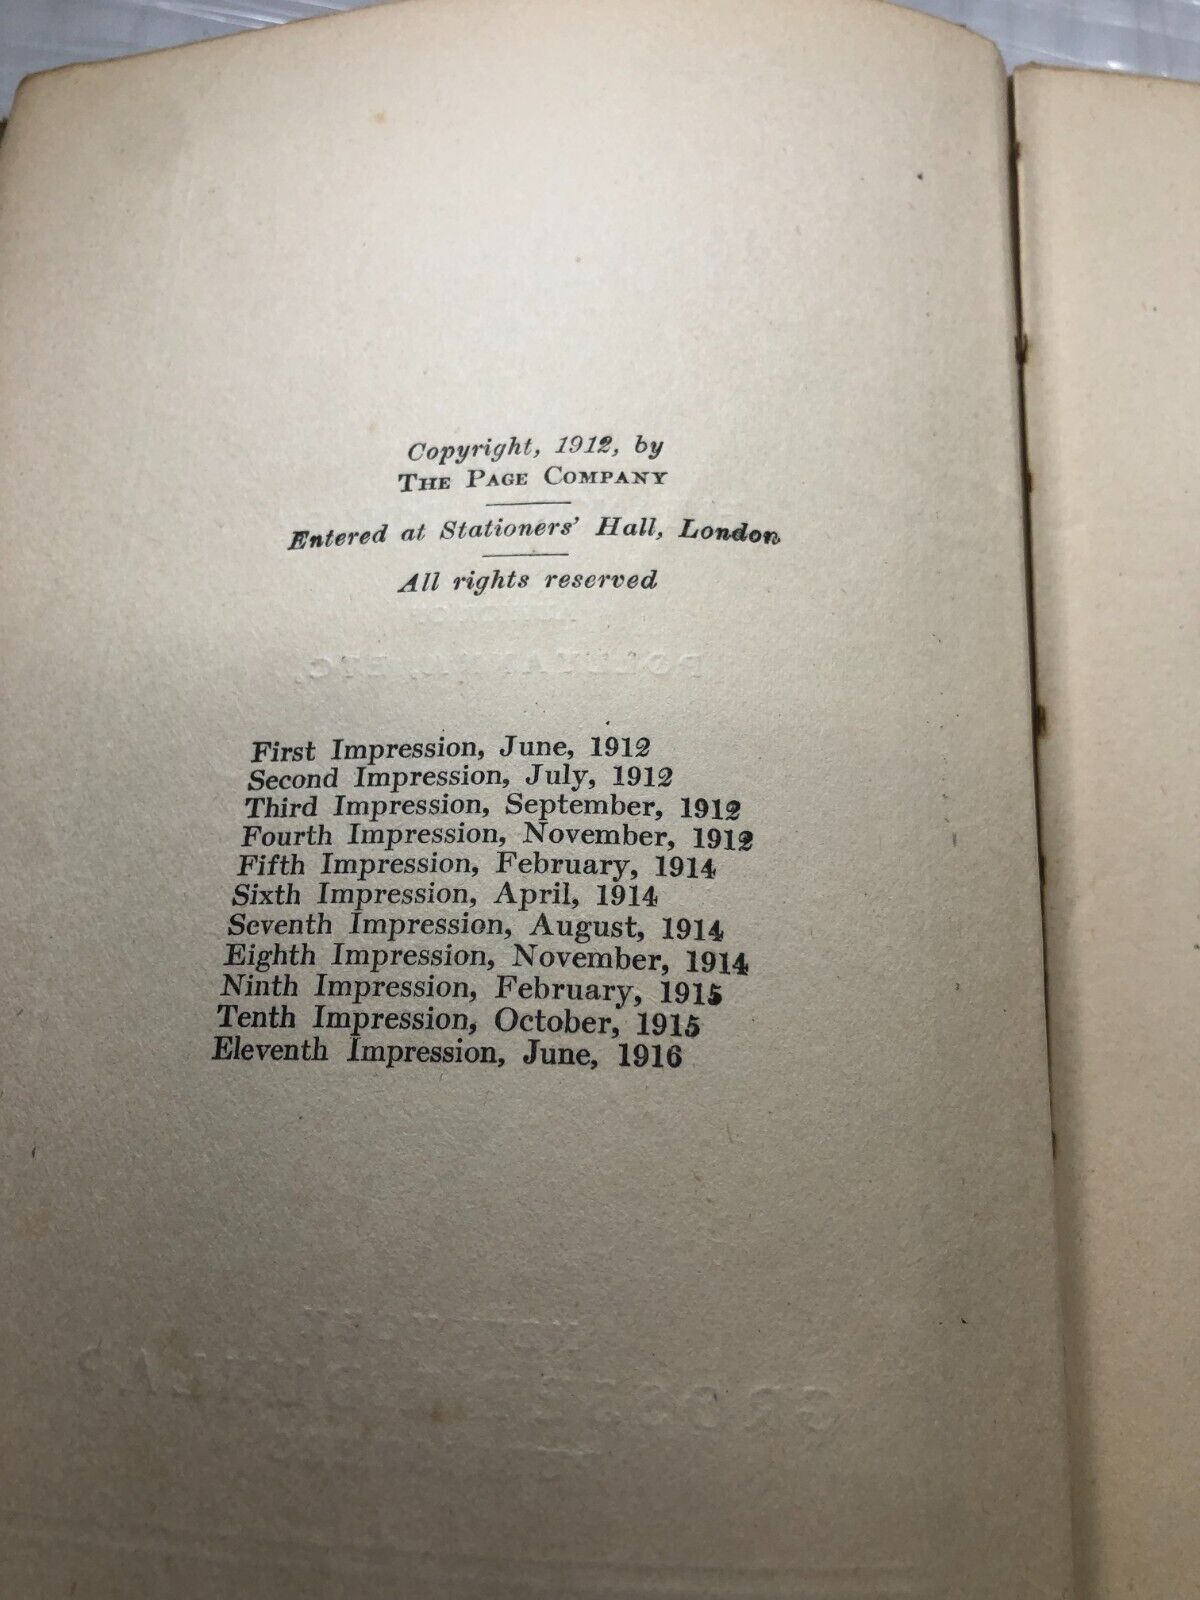 Copyright, 1912, by
THE PAGE COMPANY
Entered at Stationers' Hall, London
All rights reserved
First Impression, June, 1912
Second Impression, July, 1912
Third Impression, September, 1912
Fourth Impression, November, 1912
Fifth Impression, February, 1914
Sixth Impression, April, 1914
Seventh Impression, August, 1914
Eighth Impression, November, 1914
Ninth Impression, February, 1915
Tenth Impression, October, 1915
Eleventh Impression, June, 1916